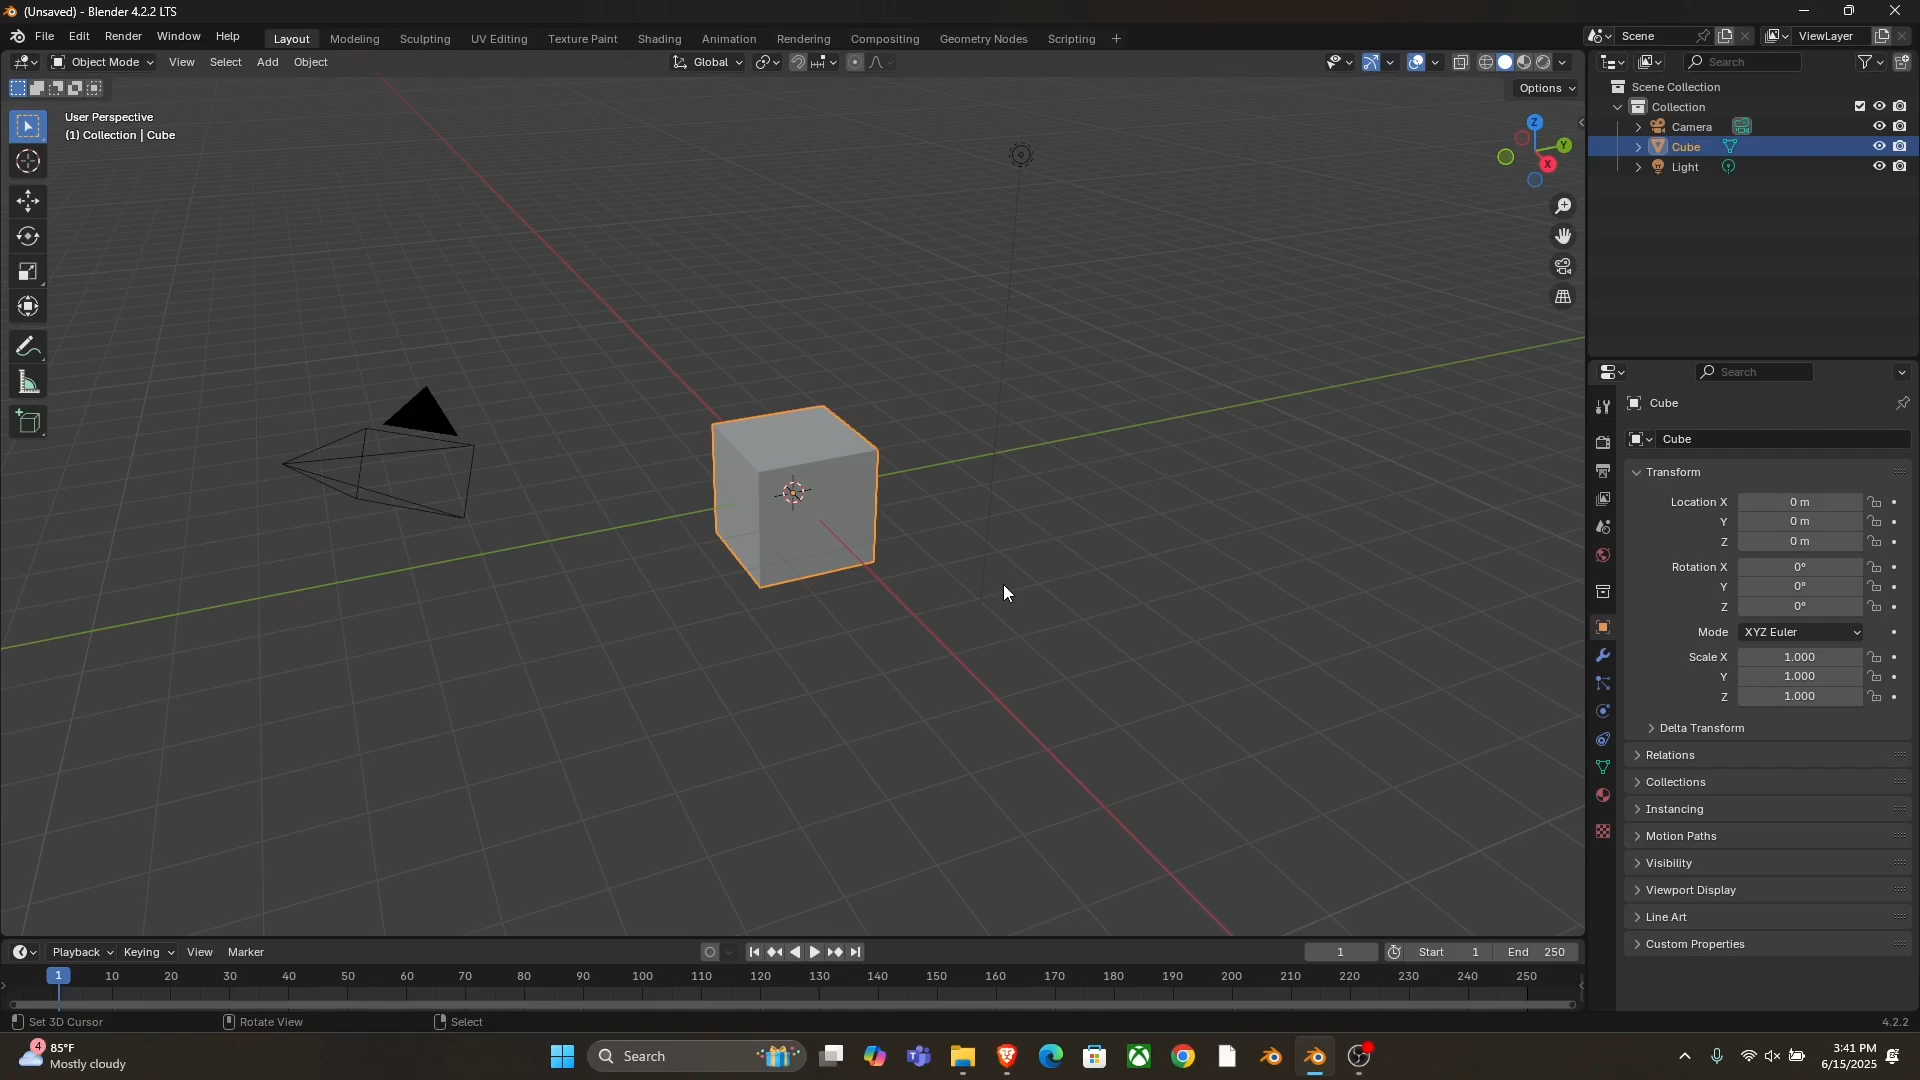 (Unsaved) - Blender 4.2.2 LTS
File Edit Render Window Help Layout Modeling Sculpting UV Editing Texture Paint Shading Animation Rendering Compositing Geometry Nodes Scripting + Scene ViewLayer
Object Mode View Select Add Object Global Search
Options
User Perspective
(1) Collection | Cube
Z
Y
X
Scene Collection
Collection
Camera
Cube
Light
Search
Cube
Cube
Transform
Location X 0 m
Y 0 m
Z 0 m
Rotation X 0°
Y 0°
Z 0°
Mode XYZ Euler
Scale X 1.000
Y 1.000
Z 1.000
Delta Transform
Relations
Collections
Instancing
Motion Paths
Visibility
Viewport Display
Line Art
Custom Properties
Playback Keying View Marker 1 Start 1 End 250
1 10 20 30 40 50 60 70 80 90 100 110 120 130 140 150 160 170 180 190 200 210 220 230 240 250
Set 3D Cursor Rotate View Select 4.2.2
4 85°F
Mostly cloudy
Search
3:41 PM
6/15/2025